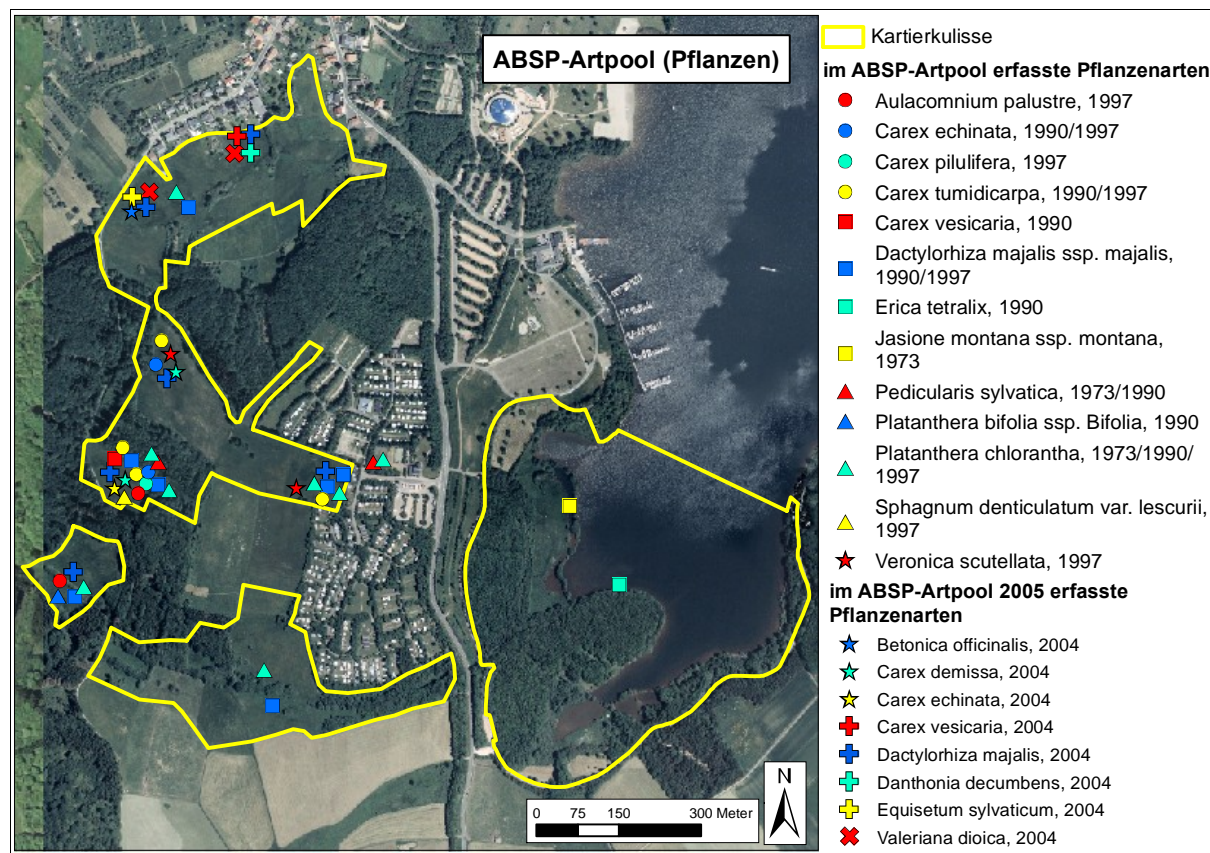 ABSP-Artpool (Pflanzen)
Kartierkulisse
im ABSP-Artpool erfasste Pflanzenarten
Aulacomnium palustre, 1997
Carex echinata, 1990/1997
Carex pilulifera, 1997
Carex tumidicarpa, 1990/1997
Carex vesicaria, 1990
Dactylorhiza majalis ssp. majalis,
1990/1997
Erica tetralix, 1990
Jasione montana ssp. montana,
1973
Pedicularis sylvatica, 1973/1990
Platanthera bifolia ssp. Bifolia, 1990
Platanthera chlorantha, 1973/1990/
1997
Sphagnum denticulatum var. lescurii,
1997
Veronica scutellata, 1997
im ABSP-Artpool 2005 erfasste
Pflanzenarten
Betonica officinalis, 2004
Carex demissa, 2004
Carex echinata, 2004
Carex vesicaria, 2004
Dactylorhiza majalis, 2004
Danthonia decumbens, 2004
Equisetum sylvaticum, 2004
Valeriana dioica, 2004
N
0 75 150 300 Meter